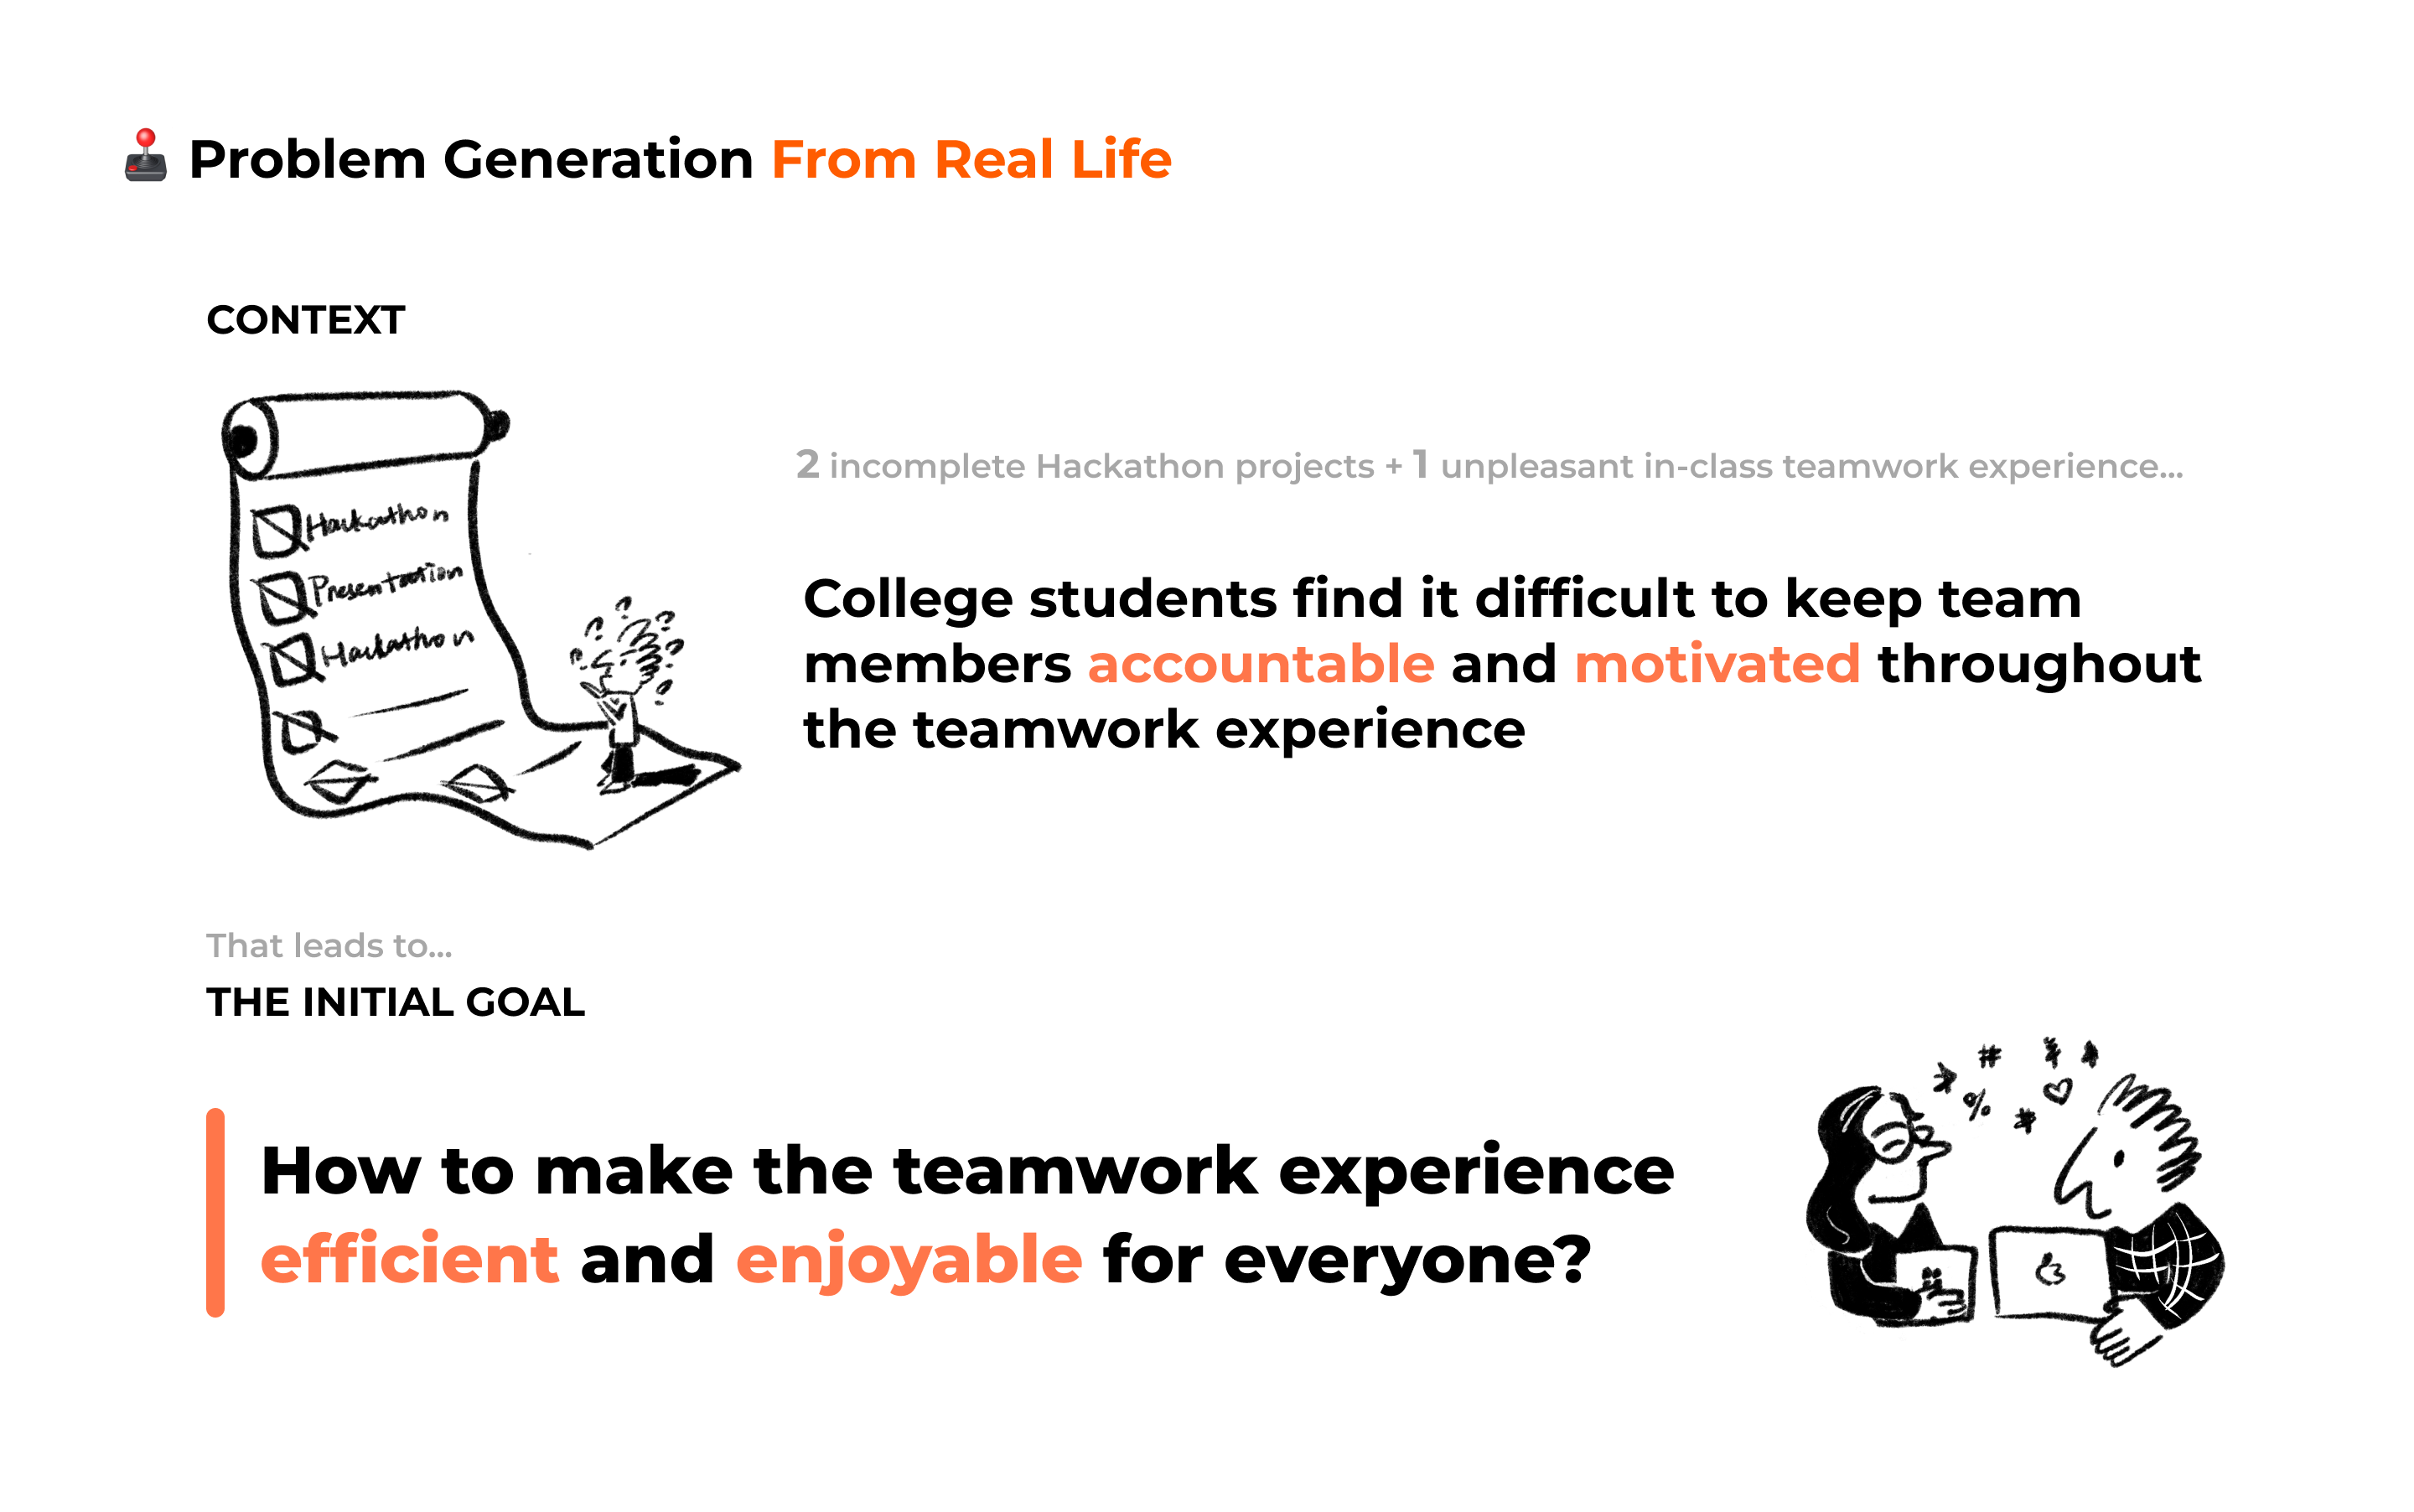 🕹️ Problem Generation From Real Life
CONTEXT
Hackathon
Presentation
Hackathon
2 incomplete Hackathon projects + 1 unpleasant in-class teamwork experience...
College students find it difficult to keep team
members accountable and motivated throughout
the teamwork experience
That leads to...
THE INITIAL GOAL
How to make the teamwork experience
efficient and enjoyable for everyone?